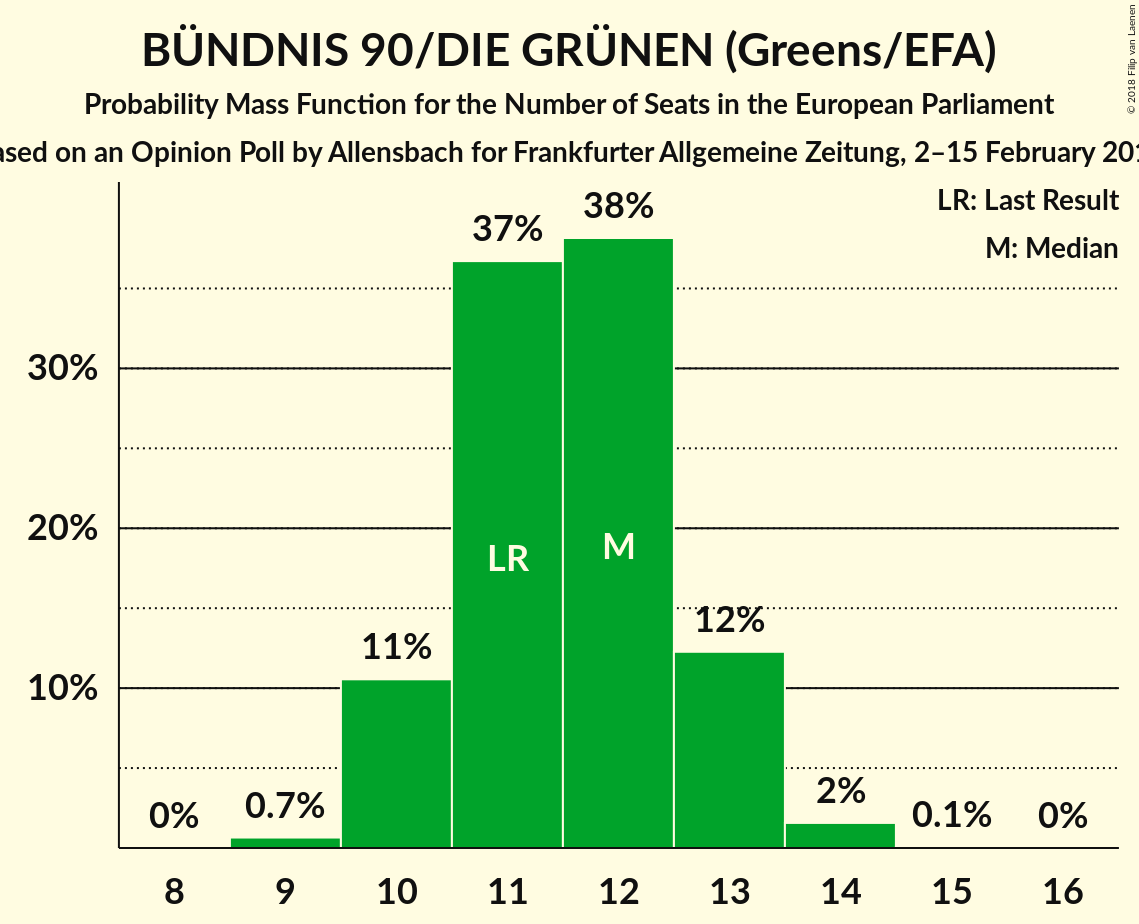 BÜNDNIS 90/DIE GRÜNEN (Greens/EFA)
Probability Mass Function for the Number of Seats in the European Parliament
on an Opinion Poll by Allensbach for Frankfurter Allgemeine Zeitung, 2–15 February
© 2018 Filip van Laenen
LR: Last Result
M: Median
38%
37%
30%
LR
M
20%
12%
11%
10%
2%
0%
0.7%
0.1%
0%
8 9 10 11 12 13 14 15 16